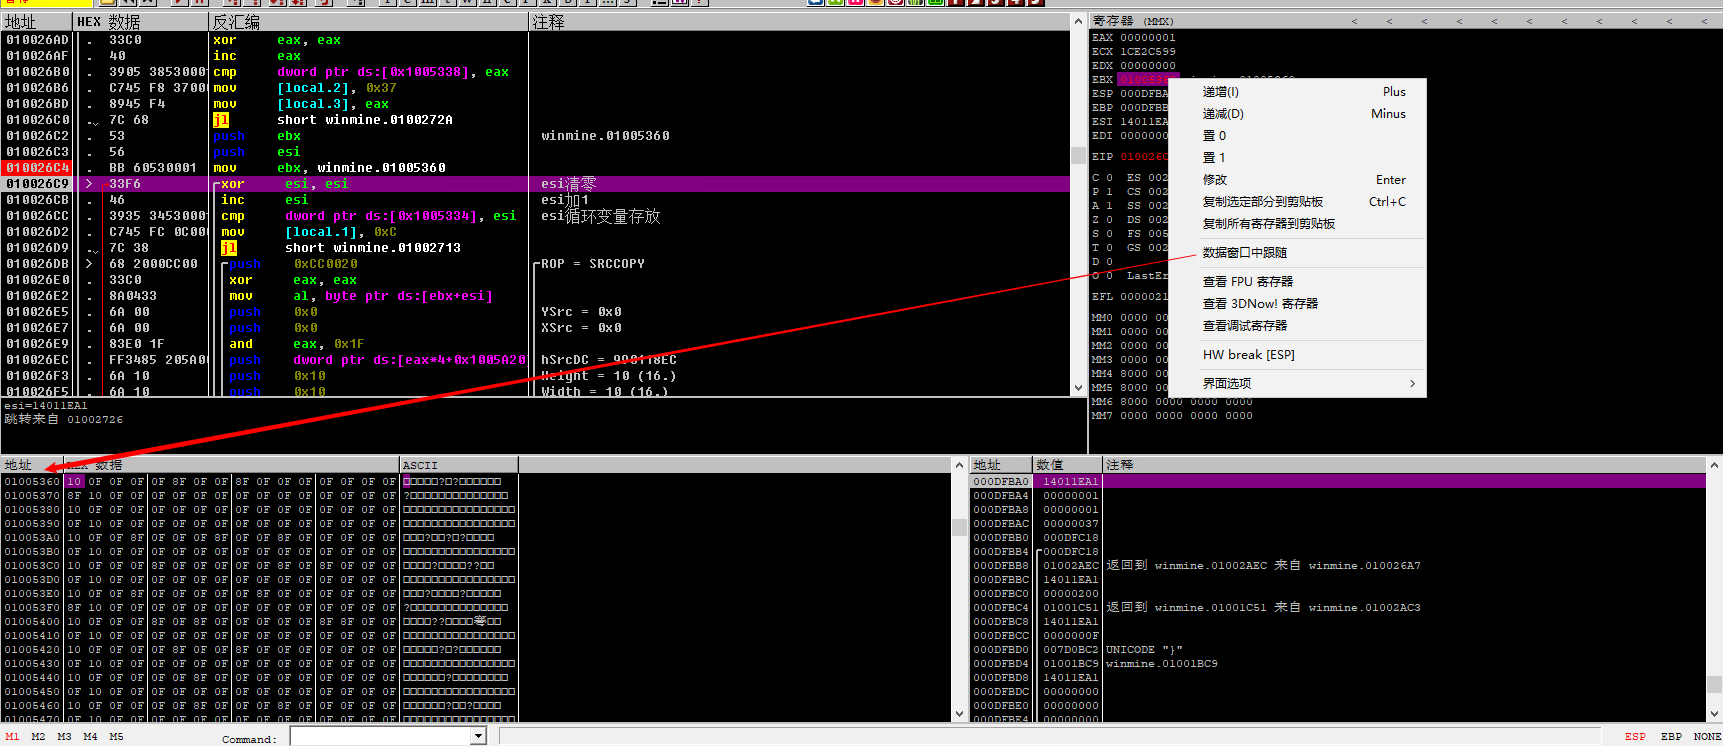 地址 HEX 数据 反汇编 注释
010026AD . 33C0 xor eax, eax
010026AF . 40 inc eax
010026B0 . 3905 38530001 cmp dword ptr ds:[0x1005338], eax
010026B6 . C745 F8 37000 mov [local.2], 0x37
010026BD . 8945 F4 mov [local.3], eax
010026C0 . 7C 68 jl short winmine.0100272A
010026C2 . 53 push ebx winmine.01005360
010026C3 . 56 push esi
010026C4 . BB 60530001 mov ebx, winmine.01005360
010026C9 > 33F6 xor esi, esi esi清零
010026CB . 46 inc esi esi加1
010026CC . 3935 34530001 cmp dword ptr ds:[0x1005334], esi esi循环变量存放
010026D2 . C745 FC 0C000 mov [local.1], 0xC
010026D9 . 7C 38 jl short winmine.01002713
010026DB > 68 2000CC00 push 0xCC0020 ROP = SRCCOPY
010026E0 . 33C0 xor eax, eax
010026E2 . 8A0433 mov al, byte ptr ds:[ebx+esi]
010026E5 . 6A 00 push 0x0 YSrc = 0x0
010026E7 . 6A 00 push 0x0 XSrc = 0x0
010026E9 . 83E0 1F and eax, 0x1F
010026EC . FF3485 205A00 push dword ptr ds:[eax*4+0x1005A20
010026F3 . 6A 10 push 0x10 Height = 10 (16.)
010026F5 . 6A 10 push 0x10 Width = 10 (16.)
esi=14011EA1
跳转来自 01002726
寄存器 (MMX) < < < < < < < < < < <
EAX 00000001
ECX 1CE2C599
EDX 00000000
EBX
ESP 000DFBA
EBP 000DFBB
ESI 14011EA
EDI 0000000
EIP 010026C
C 0 ES 002
P 1 CS 002
A 1 SS 002
Z 0 DS 002
S 0 FS 005
T 0 GS 002
D 0
O 0 LastEr
EFL 0000021
MM0 0000 00
MM1 0000 00
MM2 0000 00
MM3 0000 00
MM4 8000 00
MM5 8000 00
MM6 8000 0000 0000 0000
MM7 0000 0000 0000 0000
递增(I) Plus
递减(D) Minus
置 0
置 1
修改 Enter
复制选定部分到剪贴板 Ctrl+C
复制所有寄存器到剪贴板
数据窗口中跟随
查看 FPU 寄存器
查看 3DNow! 寄存器
查看调试寄存器
HW break [ESP]
界面选项 >
地址 HEX 数据 ASCII
01005360 10 0F 0F 0F 0F 8F 0F 0F 8F 0F 0F 0F 0F 0F 0F 0F
01005370 8F 10 0F 0F 0F 0F 0F 0F 0F 0F 0F 0F 0F 0F 0F 0F
01005380 10 0F 0F 0F 0F 0F 0F 0F 0F 0F 0F 0F 0F 0F 0F 0F
01005390 0F 10 0F 0F 0F 0F 0F 0F 0F 0F 0F 0F 0F 0F 0F 0F
010053A0 10 0F 0F 8F 0F 0F 0F 8F 0F 0F 8F 0F 0F 0F 0F 0F
010053B0 0F 10 0F 0F 0F 0F 0F 0F 0F 0F 0F 0F 0F 0F 0F 0F
010053C0 10 0F 0F 0F 8F 0F 0F 0F 0F 0F 8F 0F 8F 0F 0F 0F
010053D0 0F 10 0F 0F 0F 0F 0F 0F 0F 0F 0F 0F 0F 0F 0F 0F
010053E0 10 0F 0F 8F 0F 0F 0F 0F 8F 0F 0F 0F 0F 0F 0F 0F
010053F0 8F 10 0F 0F 0F 0F 0F 0F 0F 0F 0F 0F 0F 0F 0F 0F
01005400 10 0F 0F 0F 8F 8F 0F 8F 8F 0F 0F 0F 8F 8F 0F 0F
01005410 0F 10 0F 0F 0F 0F 0F 0F 0F 0F 0F 0F 0F 0F 0F 0F
01005420 10 0F 0F 0F 0F 8F 0F 8F 8F 0F 0F 0F 0F 0F 0F 0F
01005430 0F 10 0F 0F 0F 0F 0F 0F 0F 0F 0F 0F 0F 0F 0F 0F
01005440 10 0F 0F 0F 0F 0F 8F 0F 0F 0F 0F 0F 0F 0F 0F 0F
01005450 0F 10 0F 0F 0F 0F 0F 0F 0F 0F 0F 0F 0F 0F 0F 0F
01005460 10 0F 0F 0F 0F 8F 8F 0F 0F 8F 0F 0F 0F 0F 0F 0F
01005470 0F 10 0F 0F 0F 0F 0F 0F 0F 0F 0F 0F 0F 0F 0F 0F
地址 数值 注释
000DFBA0 14011EA1
000DFBA4 00000001
000DFBA8 00000001
000DFBAC 00000037
000DFBB0 000DFC18
000DFBB4 000DFC18
000DFBB8 01002AEC 返回到 winmine.01002AEC 来自 winmine.010026A7
000DFBBC 14011EA1
000DFBC0 00000200
000DFBC4 01001C51 返回到 winmine.01001C51 来自 winmine.01002AC3
000DFBC8 14011EA1
000DFBCC 0000000F
000DFBD0 007D0BC2 UNICODE "}"
000DFBD4 01001BC9 winmine.01001BC9
000DFBD8 14011EA1
000DFBDC 00000000
000DFBE0 00000000
000DFBE4 00000000
M1 M2 M3 M4 M5 Command: ESP EBP NONE